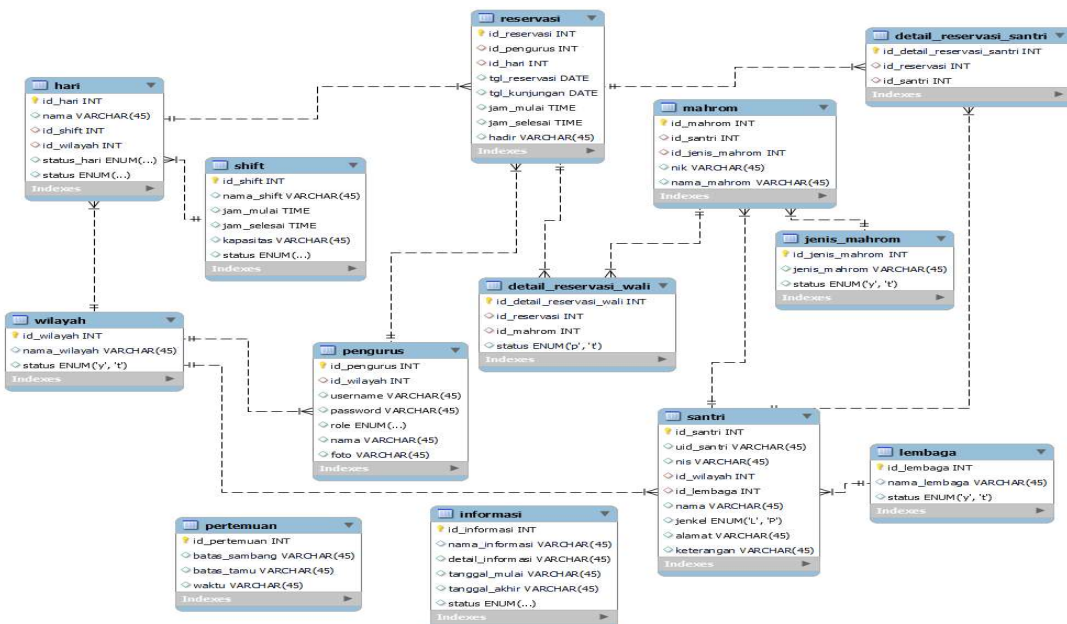 reservasi
id_reservasi INT
id_pengurus INT
id_hari INT
tgl_reservasi DATE
tgl_kunjungan DATE
jam_mulai TIME
jam_selesai TIME
hadir VARCHAR(45)
Indexes
detail_reservasi_santri
id_detail_reservasi_santri INT
id_reservasi INT
id_santri INT
Indexes
hari
id_hari INT
nama VARCHAR(45)
id_shift INT
id_wilayah INT
status_hari ENUM(...)
status ENUM(...)
Indexes
mahrom
id_mahrom INT
id_santri INT
id_jenis_mahrom INT
nik VARCHAR(45)
nama_mahrom VARCHAR(45)
Indexes
shift
id_shift INT
nama_shift VARCHAR(45)
jam_mulai TIME
jam_selesai TIME
kapasitas VARCHAR(45)
status ENUM(...)
Indexes
jenis_mahrom
id_jenis_mahrom INT
jenis_mahrom VARCHAR(45)
status ENUM('y', 't')
Indexes
detail_reservasi_wali
id_detail_reservasi_wali INT
id_reservasi INT
id_mahrom INT
status ENUM('p', 't')
Indexes
wilayah
id_wilayah INT
nama_wilayah VARCHAR(45)
status ENUM('y', 't')
Indexes
pengurus
id_pengurus INT
id_wilayah INT
username VARCHAR(45)
password VARCHAR(45)
role ENUM(...)
nama VARCHAR(45)
foto VARCHAR(45)
Indexes
santri
id_santri INT
uid_santri VARCHAR(45)
nis VARCHAR(45)
id_wilayah INT
id_lembaga INT
nama VARCHAR(45)
jenkel ENUM('L', 'P')
alamat VARCHAR(45)
keterangan VARCHAR(45)
Indexes
lembaga
id_lembaga INT
nama_lembaga VARCHAR(45)
status ENUM('y', 't')
Indexes
pertemuan
id_pertemuan INT
batas_sambang VARCHAR(45)
batas_tamu VARCHAR(45)
waktu VARCHAR(45)
Indexes
informasi
id_informasi INT
nama_informasi VARCHAR(45)
detail_informasi VARCHAR(45)
tanggal_mulai VARCHAR(45)
tanggal_akhir VARCHAR(45)
status ENUM(...)
Indexes